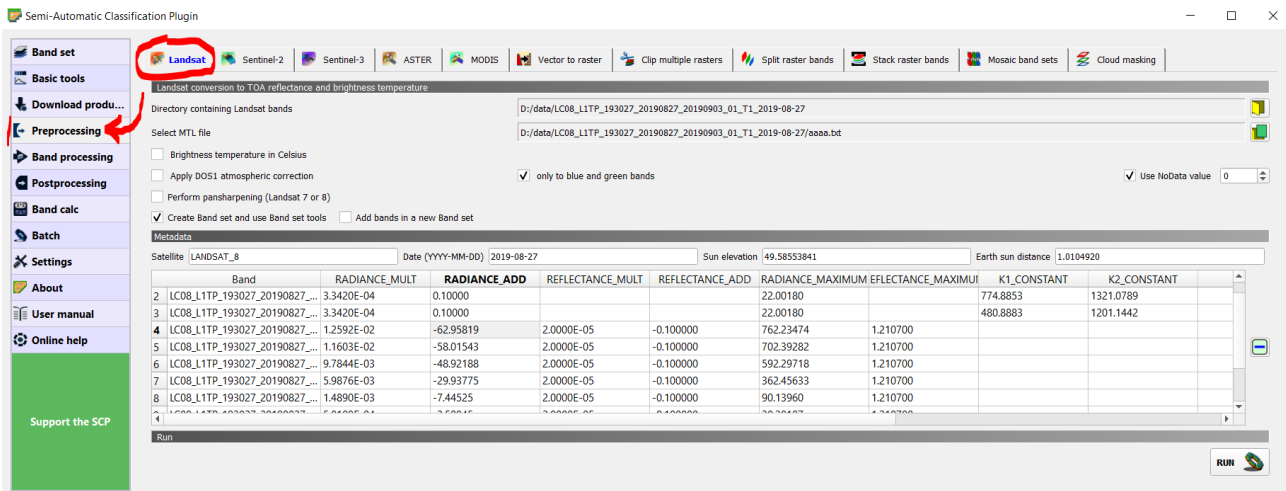 Semi-Automatic Classification Plugin
Band set
Basic tools
Download produ...
Preprocessing
Band processing
Postprocessing
Band calc
Batch
Settings
About
User manual
Online help
Support the SCP
Landsat Sentinel-2 Sentinel-3 ASTER MODIS Vector to raster Clip multiple rasters Split raster bands Stack raster bands Mosaic band sets Cloud masking
Landsat conversion to TOA reflectance and brightness temperature
Directory containing Landsat bands D:/data/LC08_L1TP_193027_20190827_20190903_01_T1_2019-08-27
Select MTL file D:/data/LC08_L1TP_193027_20190827_20190903_01_T1_2019-08-27/aaaa.txt
Brightness temperature in Celsius
Apply DOS1 atmospheric correction only to blue and green bands Use NoData value 0
Perform pansharpening (Landsat 7 or 8)
Create Band set and use Band set tools Add bands in a new Band set
Metadata
Satellite LANDSAT_8 Date (YYYY-MM-DD) 2019-08-27 Sun elevation 49.58553841 Earth sun distance 1.0104920
Band RADIANCE_MULT RADIANCE_ADD REFLECTANCE_MULT REFLECTANCE_ADD RADIANCE_MAXIMUM EFLECTANCE_MAXIMUI K1_CONSTANT K2_CONSTANT
2 LC08_L1TP_193027_20190827_... 3.3420E-04 0.10000 22.00180 774.8853 1321.0789
3 LC08_L1TP_193027_20190827_... 3.3420E-04 0.10000 22.00180 480.8883 1201.1442
4 LC08_L1TP_193027_20190827_... 1.2592E-02 -62.95819 2.0000E-05 -0.100000 762.23474 1.210700
5 LC08_L1TP_193027_20190827_... 1.1603E-02 -58.01543 2.0000E-05 -0.100000 702.39282 1.210700
6 LC08_L1TP_193027_20190827_... 9.7844E-03 -48.92188 2.0000E-05 -0.100000 592.29718 1.210700
7 LC08_L1TP_193027_20190827_... 5.9876E-03 -29.93775 2.0000E-05 -0.100000 362.45633 1.210700
8 LC08_L1TP_193027_20190827_... 1.4890E-03 -7.44525 2.0000E-05 -0.100000 90.13960 1.210700
Run
RUN